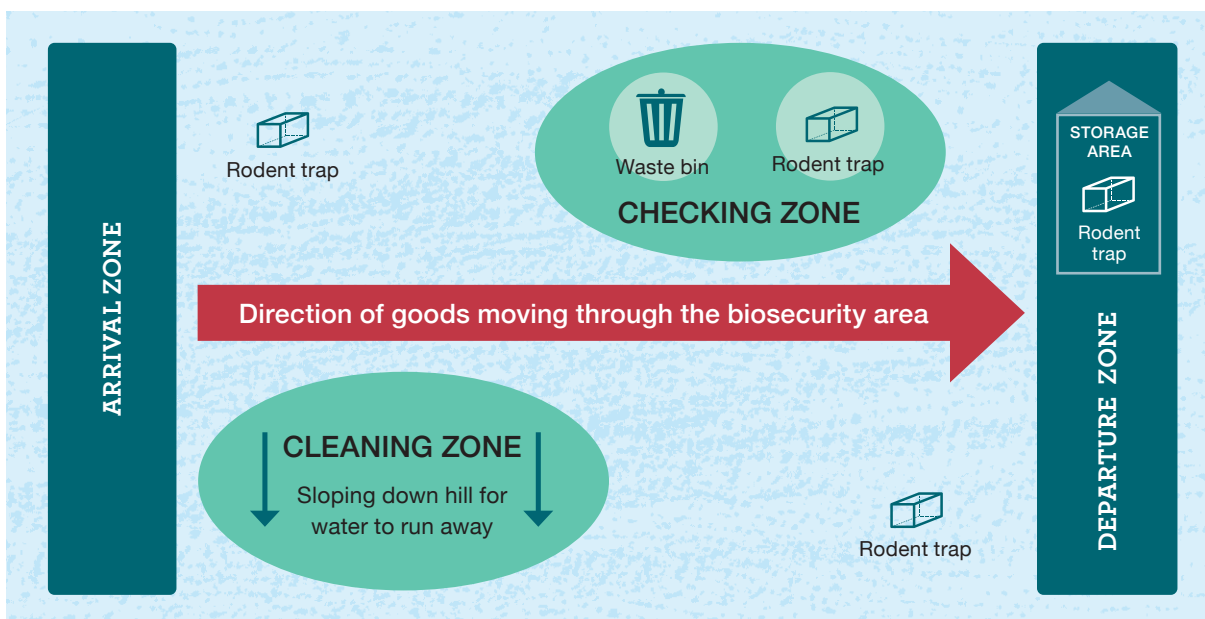 ARRIVAL ZONE
Rodent trap
Waste bin
Rodent trap
CHECKING ZONE
STORAGE
AREA
Rodent
trap
Direction of goods moving through the biosecurity area
CLEANING ZONE
Sloping down hill for
water to run away
Rodent trap
DEPARTURE ZONE